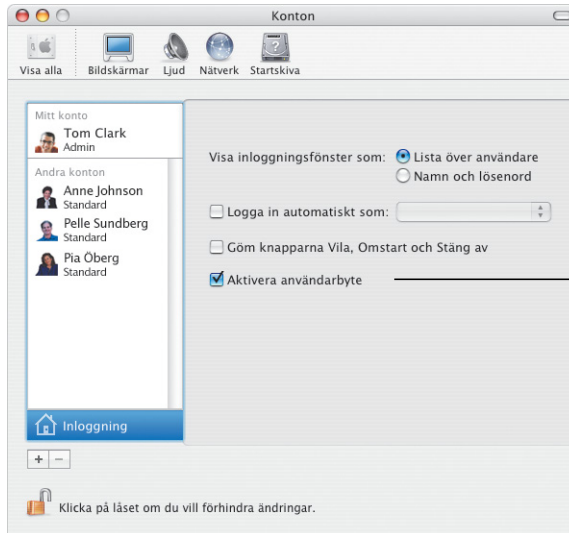 Konton
Visa alla
Bildskärmar
Ljud
Nätverk
Startskiva
Mitt konto
Tom Clark
Admin
Andra konton
Anne Johnson
Standard
Pelle Sundberg
Standard
Pia Öberg
Standard
Inloggning
Visa inloggningsfönster som:
Lista över användare
Namn och lösenord
Logga in automatiskt som:
Göm knapparna Vila, Omstart och Stäng av
Aktivera användarbyte
Klicka på låset om du vill förhindra ändringar.